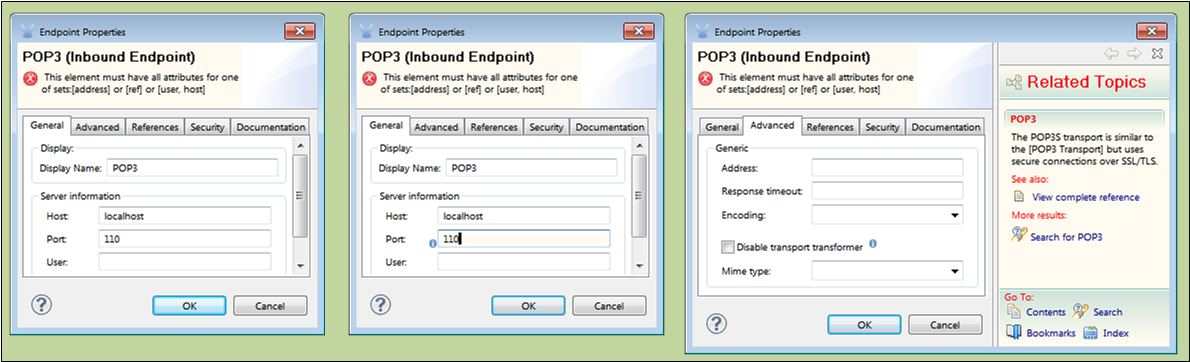 Endpoint Properties
POP3 (Inbound Endpoint)
This element must have all attributes for one
of sets:[address] or [ref] or [user, host]
General Advanced References Security Documentation
Display:
Display Name: POP3
Server information
Host: localhost
Port: 110
User:
OK Cancel
Endpoint Properties
POP3 (Inbound Endpoint)
This element must have all attributes for one
of sets:[address] or [ref] or [user, host]
General Advanced References Security Documentation
Display:
Display Name: POP3
Server information
Host: localhost
Port: 110
User:
OK Cancel
Endpoint Properties
POP3 (Inbound Endpoint)
This element must have all attributes for one
of sets:[address] or [ref] or [user, host]
General Advanced References Security Documentation
Generic
Address:
Response timeout:
Encoding:
Disable transport transformer
Mime type:
OK Cancel
Related Topics
POP3
The POP3S transport is similar to
the [POP3 Transport] but uses
secure connections over SSL/TLS.
See also:
View complete reference
More results:
Search for POP3
Go To:
Contents Search
Bookmarks Index